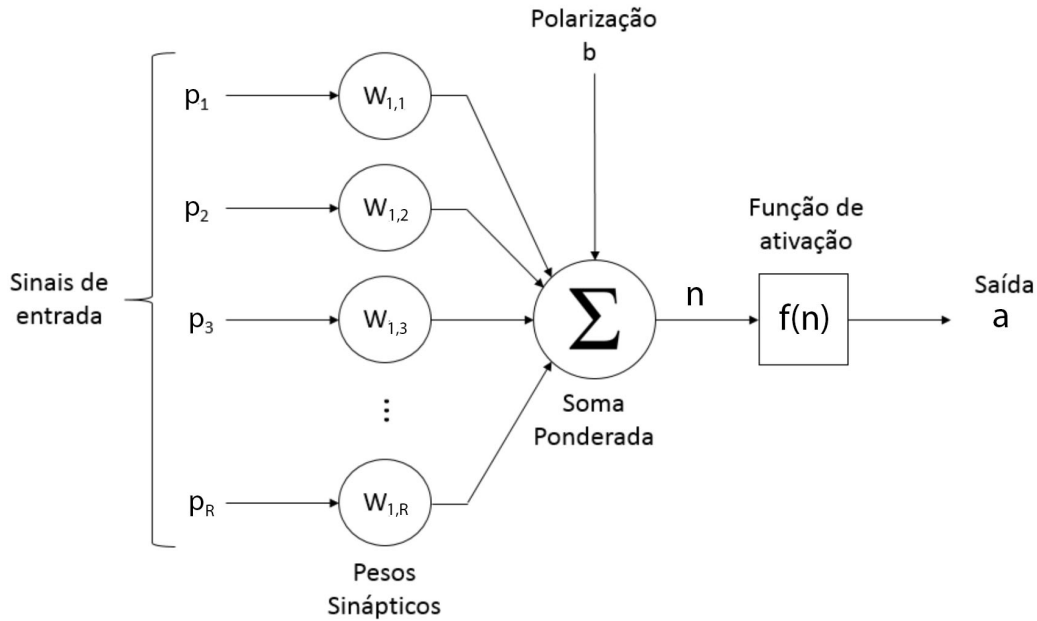 Polarização
b
p₁
W₁,₁
p₂
W₁,₂
Função de
ativação
Sinais de
entrada
p₃
W₁,₃
Σ
n
f(n)
Saída
a
...
Soma
Ponderada
p_R
W₁,R
Pesos
Sinápticos